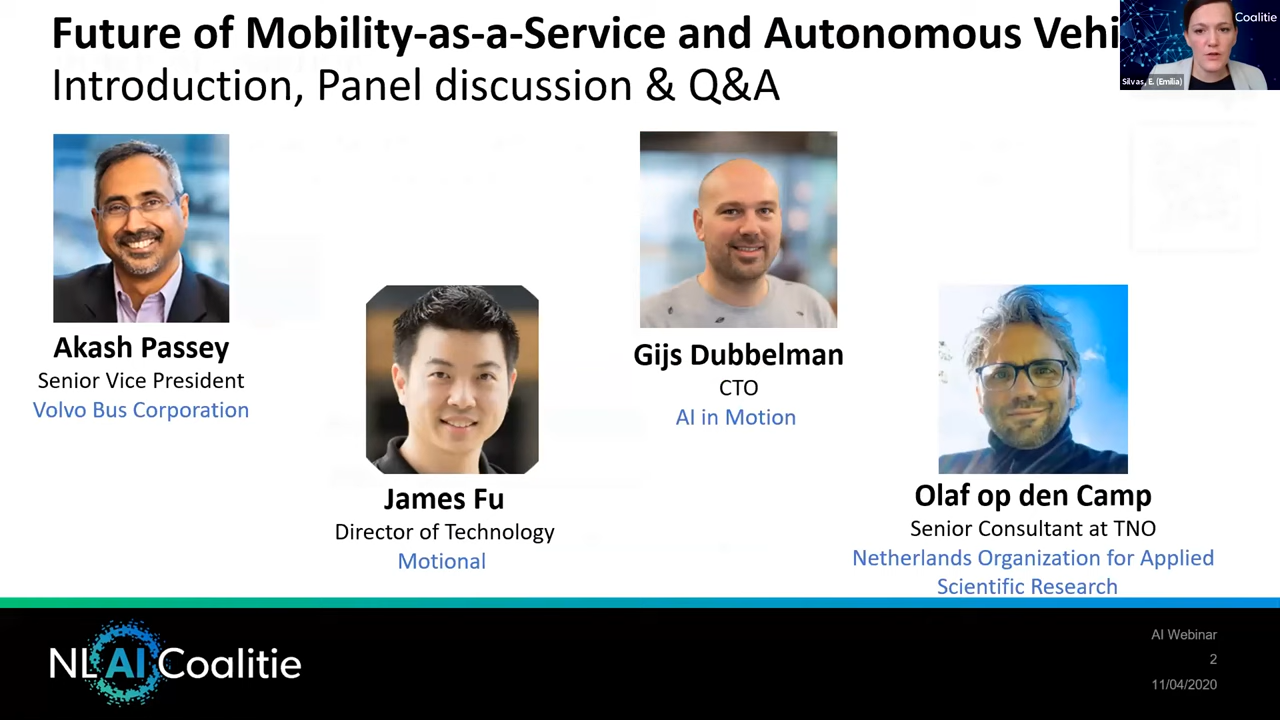 Future of Mobility-as-a-Service and Autonomous Vehi
Introduction, Panel discussion & Q&A
Coalitie
Silvas, E. (Emilia)
Akash Passey
Senior Vice President
Volvo Bus Corporation
James Fu
Director of Technology
Motional
Gijs Dubbelman
CTO
AI in Motion
Olaf op den Camp
Senior Consultant at TNO
Netherlands Organization for Applied
Scientific Research
NL AI Coalitie
AI Webinar
2
11/04/2020